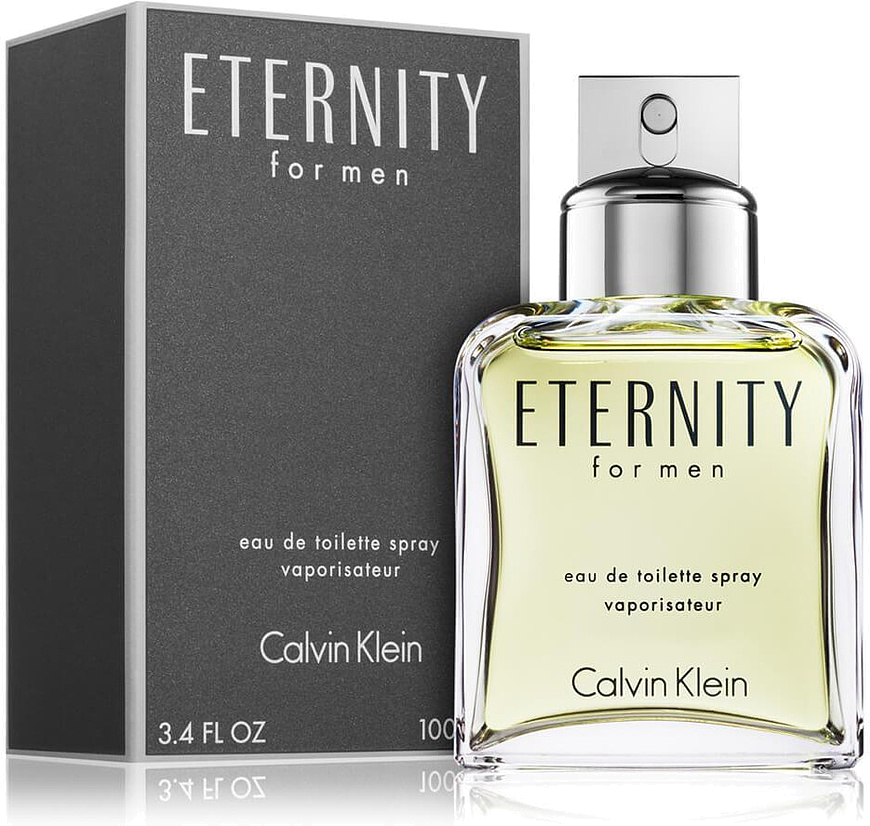 ETERNITY
for men
eau de toilette spray
vaporisateur
Calvin Klein
3.4 FL OZ 100
ETERNITY
for men
eau de toilette spray
vaporisateur
Calvin Klein